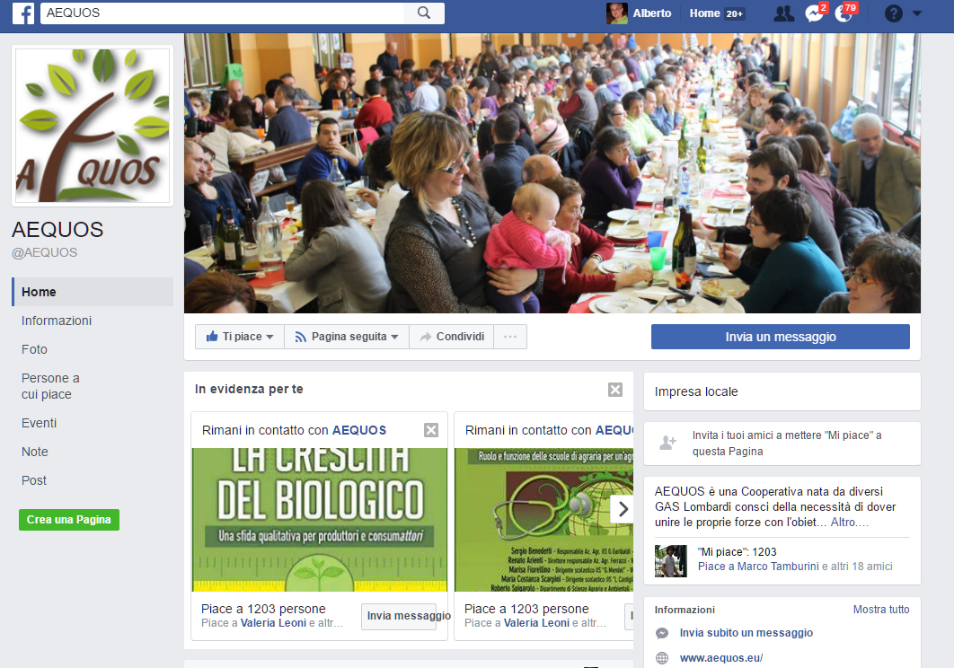 AEQUOS
Alberto
Home 20+
2
79
AEQUOS
AEQUOS
@AEQUOS
Home
Informazioni
Foto
Persone a
cui piace
Eventi
Note
Post
Crea una Pagina
Ti piace
Pagina seguita
Condividi
...
Invia un messaggio
In evidenza per te
Rimani in contatto con AEQUOS
LA CRESCITA
DEL BIOLOGICO
Una sfida qualitativa per produttori e consumattori
Piace a 1203 persone
Piace a Valeria Leoni e altr...
Invia messaggio
Rimani in contatto con AEQU
Ruolo e funzione delle scuole di agraria per un'ag
Sergio Benedetti - Responsabile Az. Agr. IIS G Garibaldi -
Renato Arienti - Direttore responsabile Az. Agr. Ferrazzi -
Marisa Fiorellino - Dirigente scolastico IIS "G. Mendel" -
Maria Costanza Scarpini - Dirigente scolastico IIS
Roberto Spigarolo - Dipartimento di Scienze Agrarie e Ambientali -
Piace a 1203 persone
Piace a Valeria Leoni e altr...
Impresa locale
Invita i tuoi amici a mettere "Mi piace" a
questa Pagina
AEQUOS è una Cooperativa nata da diversi
GAS Lombardi consci della necessità di dover
unire le proprie forze con l'obiet... Altro....
"Mi piace": 1203
Piace a Marco Tamburini e altri 18 amici
Informazioni
Mostra tutto
Invia subito un messaggio
www.aequos.eu/